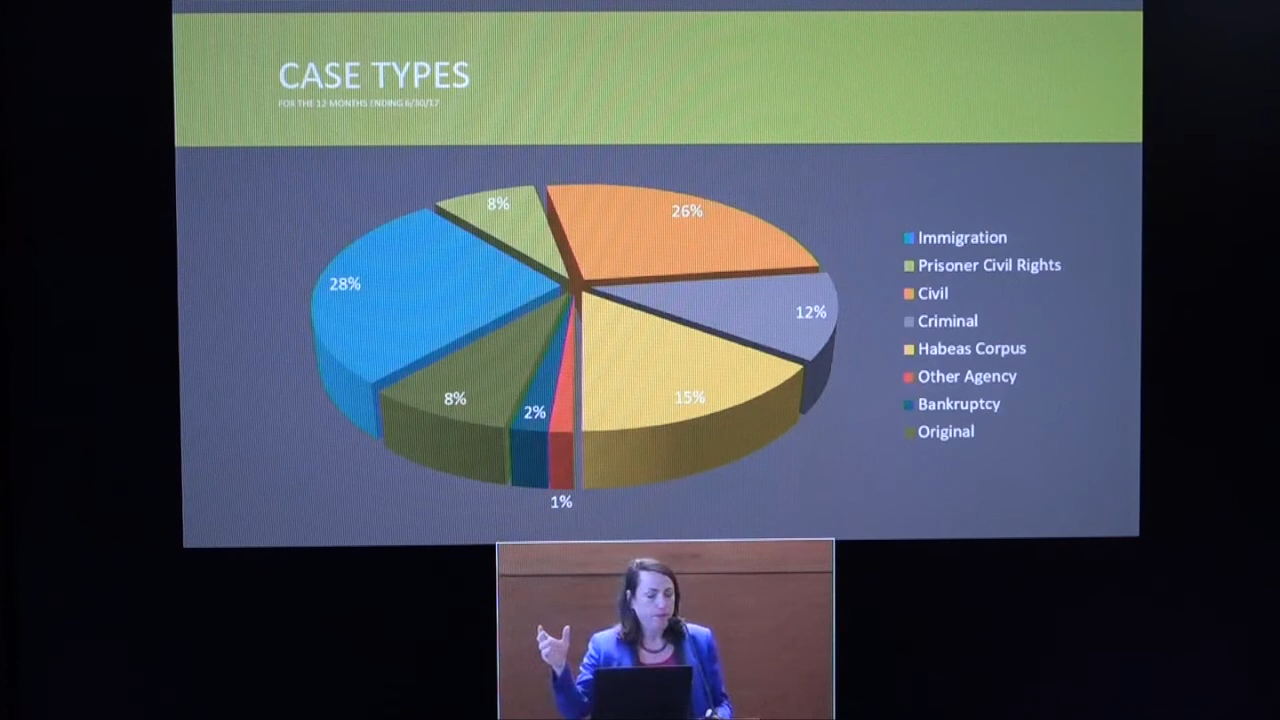 CASE TYPES
FOR THE 12 MONTHS ENDING 6/30/17
8%
26%
28%
12%
15%
8%
2%
1%
Immigration
Prisoner Civil Rights
Civil
Criminal
Habeas Corpus
Other Agency
Bankruptcy
Original